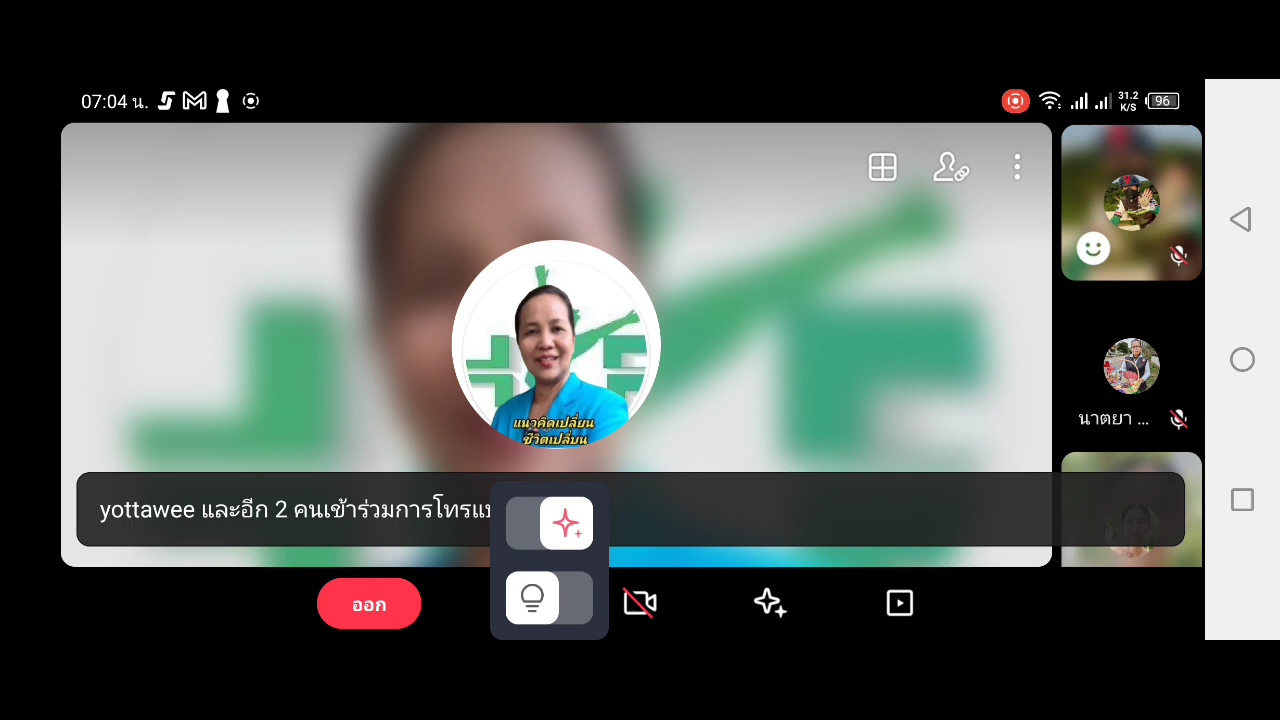 07:04 น.
31.2
K/S
96
แนวคิดเปลี่ยน
ชีวิตเปลี่ยน
นาตยา ...
yottawee และอีก 2 คนเข้าร่วมการโทรแบ
ออก